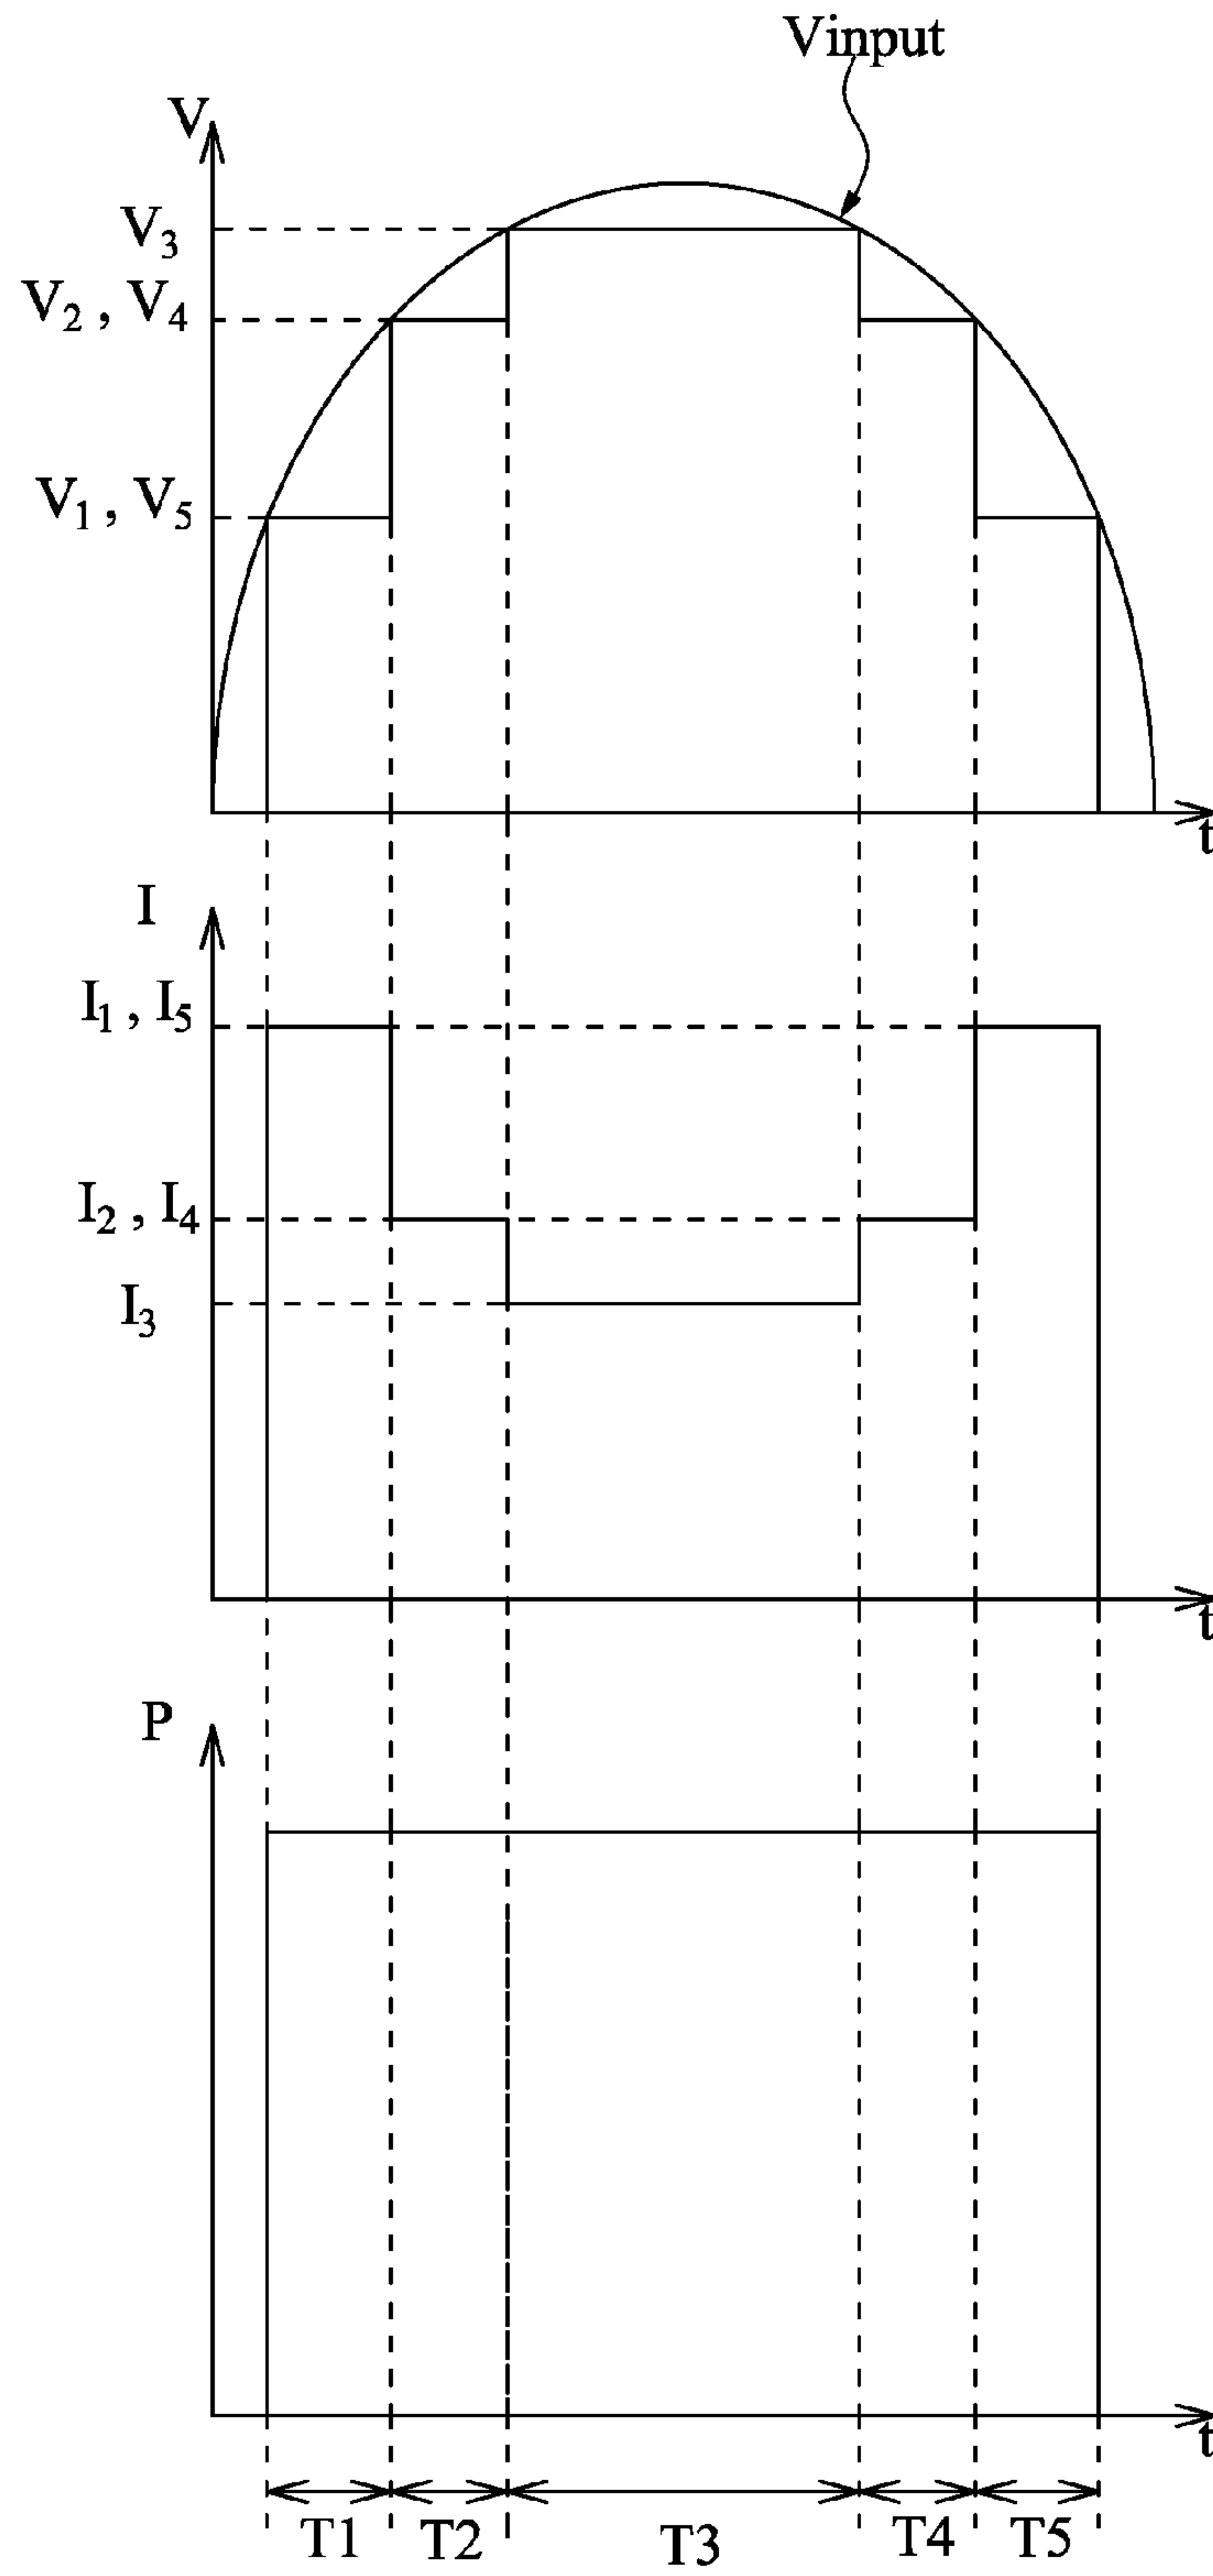 Vinput
V
V3
V2 , V4
V1 , V5
t
I
I1 , I5
I2 , I4
I3
t
P
t
T1 T2 T3 T4 T5